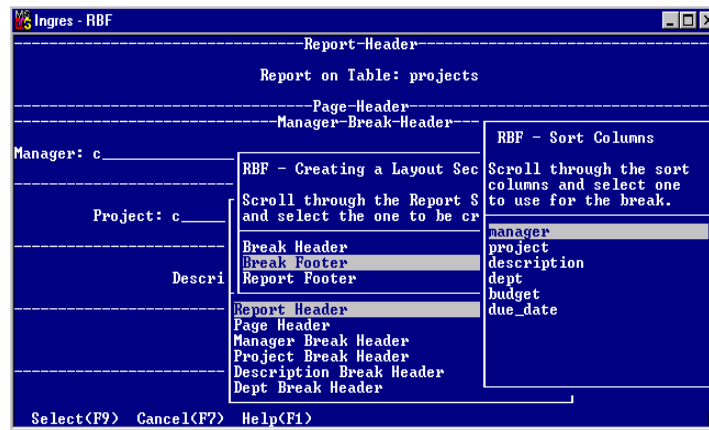 Ingres - RBF
Report-Header
Report on Table: projects
Page-Header
Manager-Break-Header
Manager: c
Project: c
Descri
RBF - Creating a Layout Sec
Scroll through the Report S
and select the one to be cr
Break Header
Break Footer
Report Footer
Report Header
Page Header
Manager Break Header
Project Break Header
Description Break Header
Dept Break Header
RBF - Sort Columns
Scroll through the sort
columns and select one
to use for the break.
manager
project
description
dept
budget
due_date
Select(F9) Cancel(F7) Help(F1)